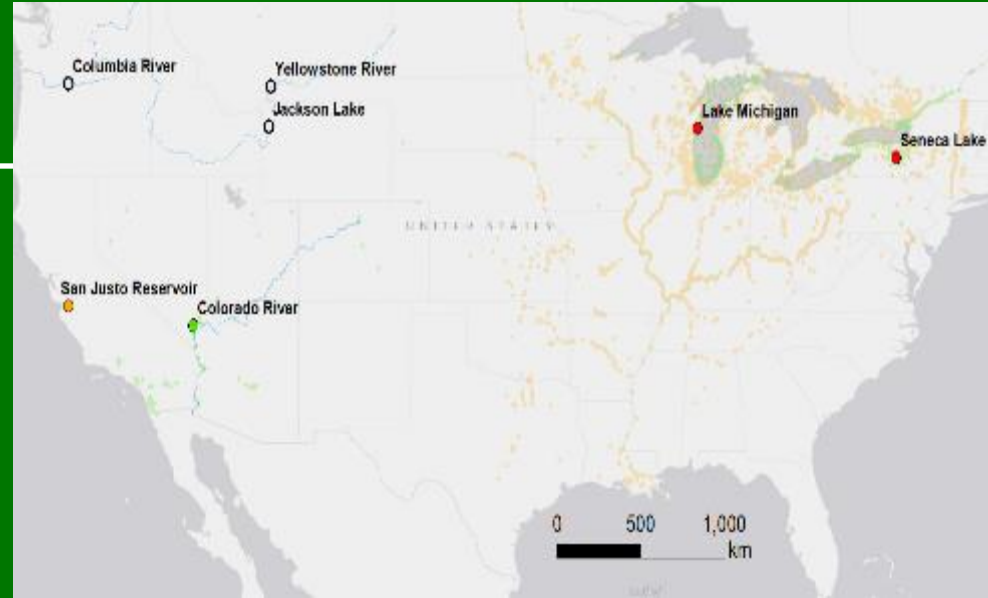 Columbia River
Yellowstone River
Jackson Lake
Lake Michigan
Seneca Lake
UNITED STATES
San Justo Reservoir
Colorado River
0 500 1,000
km